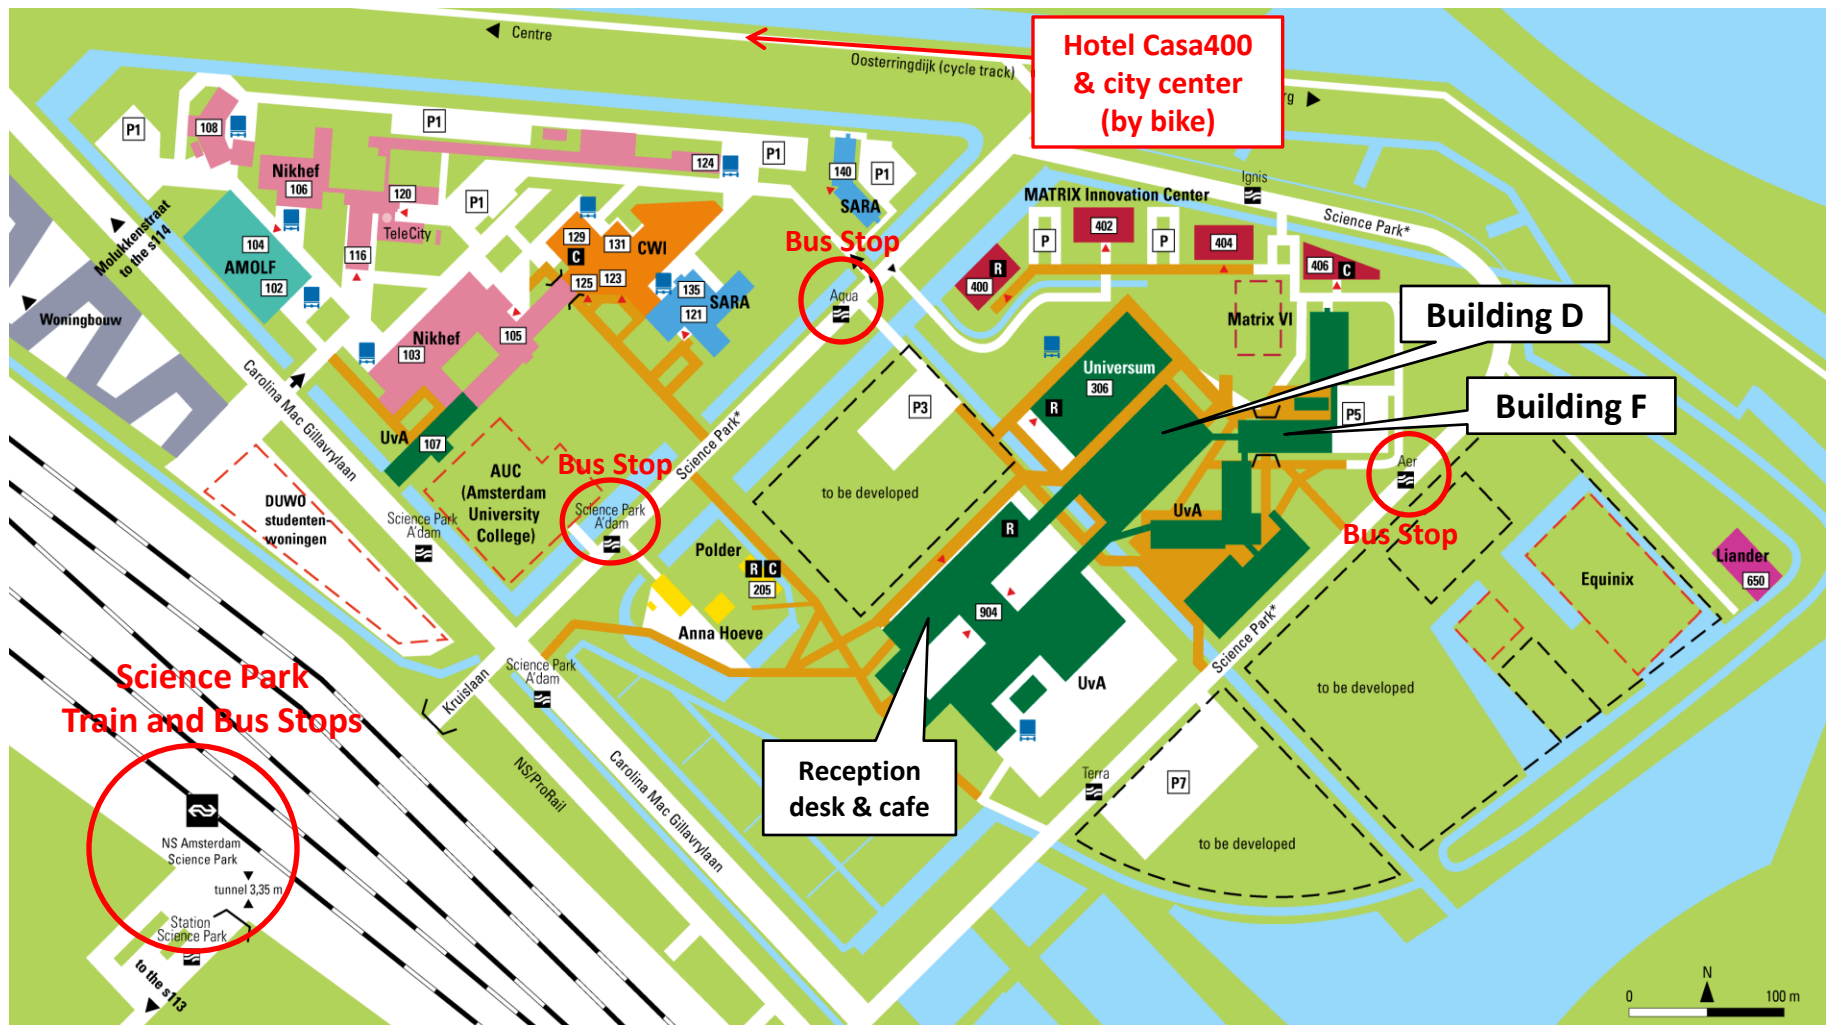 Centre
Hotel Casa400
& city center
(by bike)
Oosterringdijk (cycle track)
rg
P1
108
P1
124
P1
140
P1
SARA
Nikhef
106
120
P1
TeleCity
MATRIX Innovation Center
Ignis
Science Park*
402
P
P
404
406
C
R
400
Molukkenstraat
to the s114
104
AMOLF
102
116
129
131
CWI
C
125
123
135
SARA
121
Bus Stop
Aqua
Matrix VI
Building D
Woningbouw
Nikhef
103
105
Universum
306
R
P3
P5
Building F
Carolina Mac Gillavrylaan
UvA
107
AUC
(Amsterdam
University
College)
Bus Stop
Science Park
A'dam
Science Park*
to be developed
Aer
Bus Stop
DUWO
studenten-
woningen
Science Park
A'dam
R
UvA
Polder
R
C
205
Anna Hoeve
904
Equinix
Liander
650
Science Park*
Science Park
Train and Bus Stops
Kruislaan
Science Park
A'dam
UvA
to be developed
NS Amsterdam
Science Park
tunnel 3,35 m
Station
Science Park
to the s113
NS/ProRail
Carolina Mac Gillavrylaan
Reception
desk & cafe
Terra
P7
to be developed
N
0
100 m